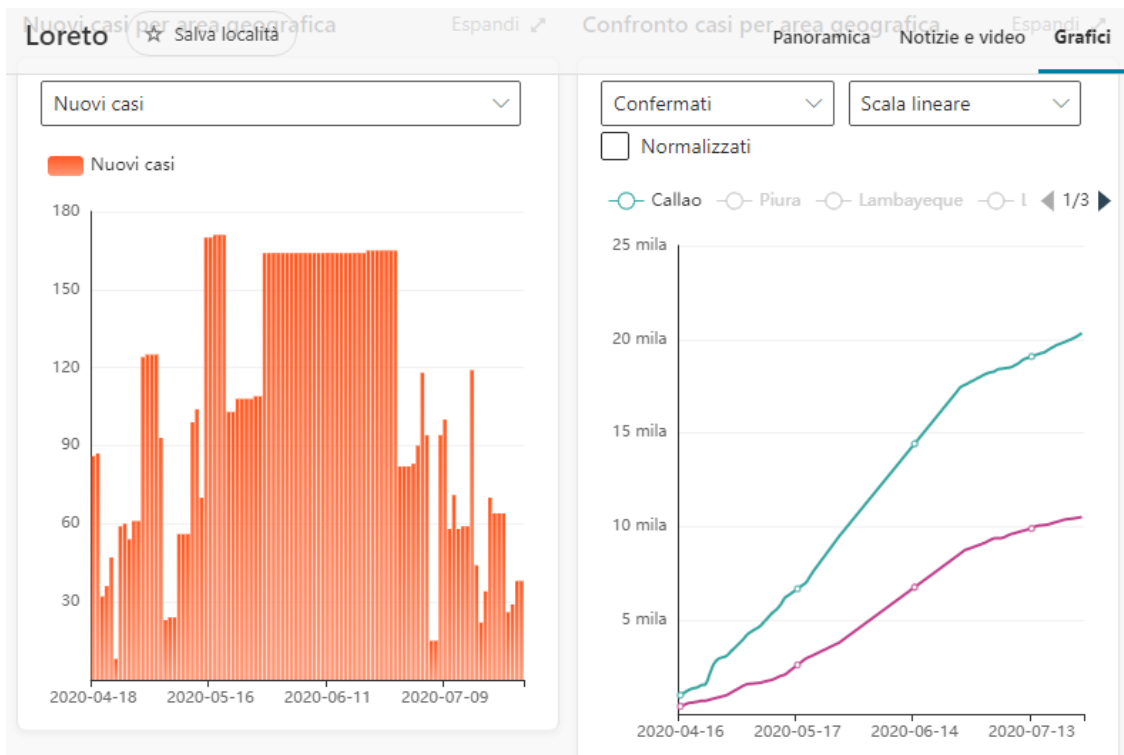 Nuovi casi per area geografica
Espandi
Confronto casi per area geografica
Espandi
Loreto
Salva località
Panoramica
Notizie e video
Grafici
Nuovi casi
Confermati
Scala lineare
Normalizzati
Nuovi casi
Callao
Piura
Lambayeque
L
1/3
180
150
120
90
60
30
2020-04-18
2020-05-16
2020-06-11
2020-07-09
25 mila
20 mila
15 mila
10 mila
5 mila
2020-04-16
2020-05-17
2020-06-14
2020-07-13